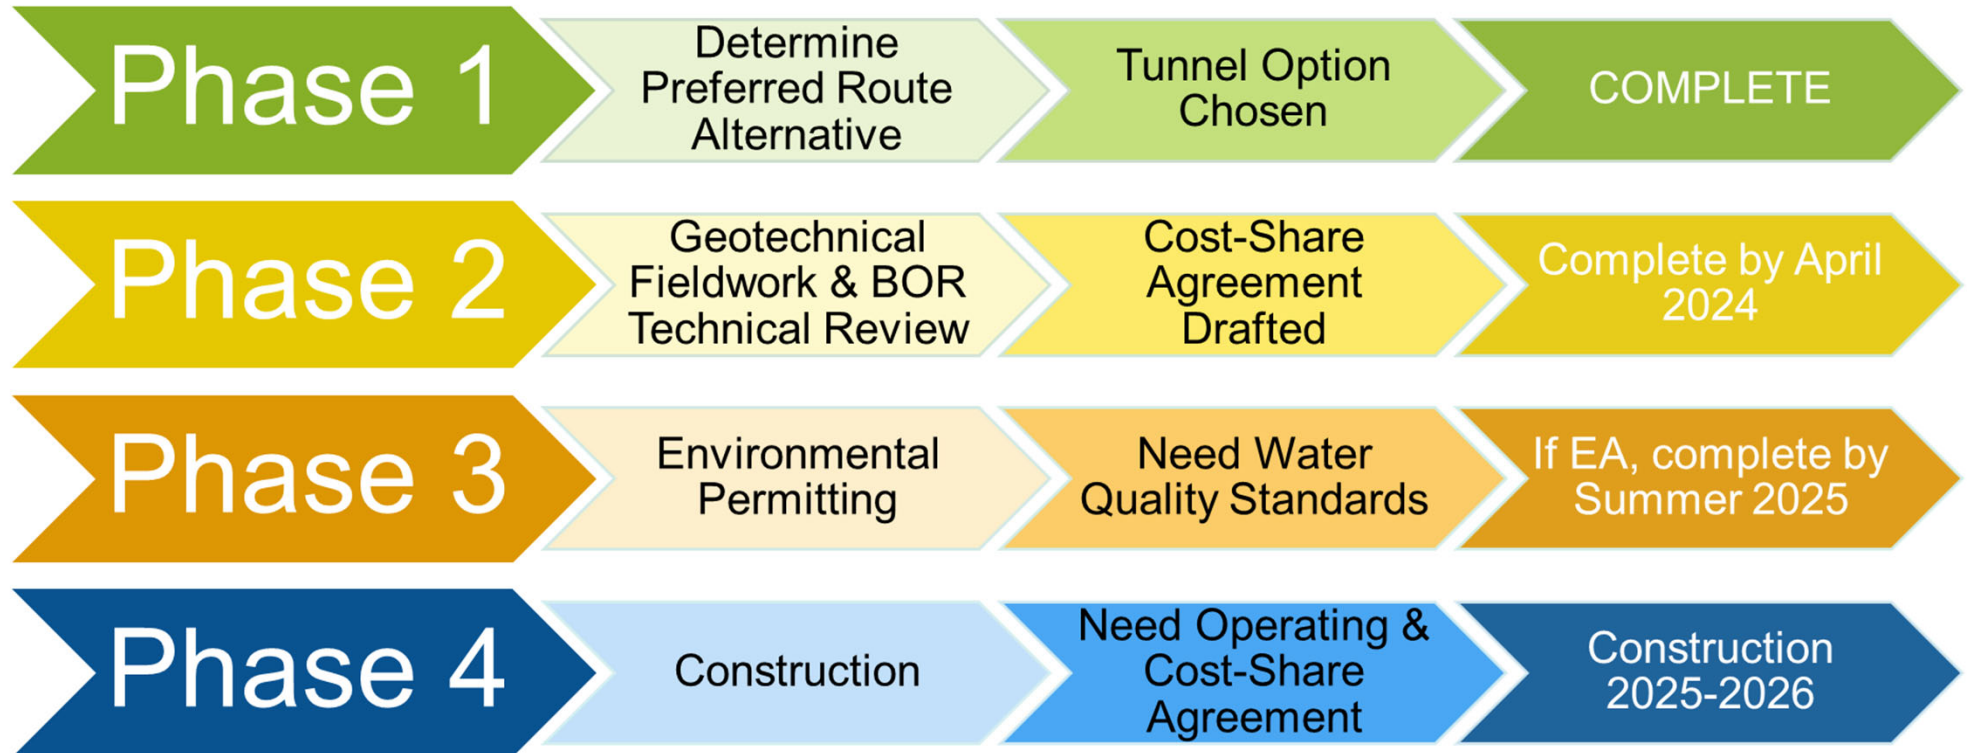 Phase 1
Determine
Preferred Route
Alternative
Tunnel Option
Chosen
COMPLETE
Phase 2
Geotechnical
Fieldwork & BOR
Technical Review
Cost-Share
Agreement
Drafted
Complete by April
2024
Phase 3
Environmental
Permitting
Need Water
Quality Standards
If EA, complete by
Summer 2025
Phase 4
Construction
Need Operating &
Cost-Share
Agreement
Construction
2025-2026